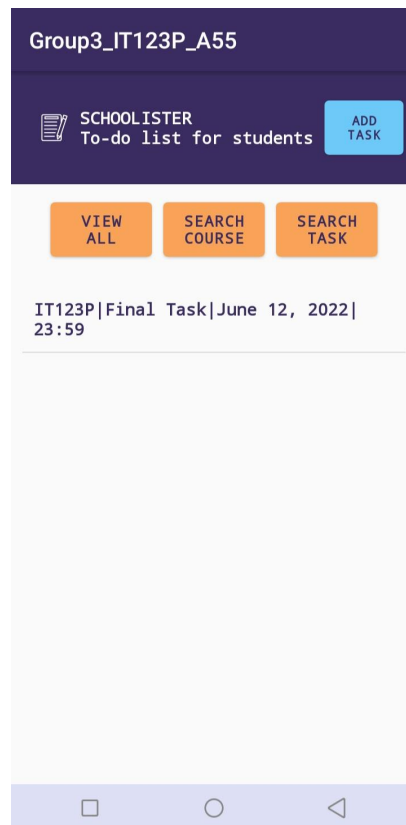 Group3_IT123P_A55
SCHOOLISTER
To-do list for students
ADD
TASK
VIEW
ALL
SEARCH
COURSE
SEARCH
TASK
IT123P|Final Task|June 12, 2022|
23:59